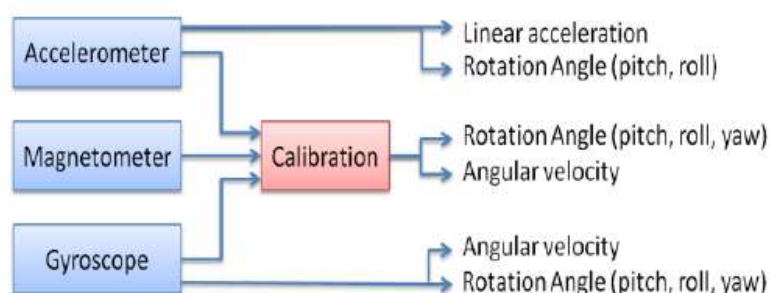 Accelerometer
Linear acceleration
Rotation Angle (pitch, roll)
Magnetometer
Calibration
Rotation Angle (pitch, roll, yaw)
Angular velocity
Gyroscope
Angular velocity
Rotation Angle (pitch, roll, yaw)